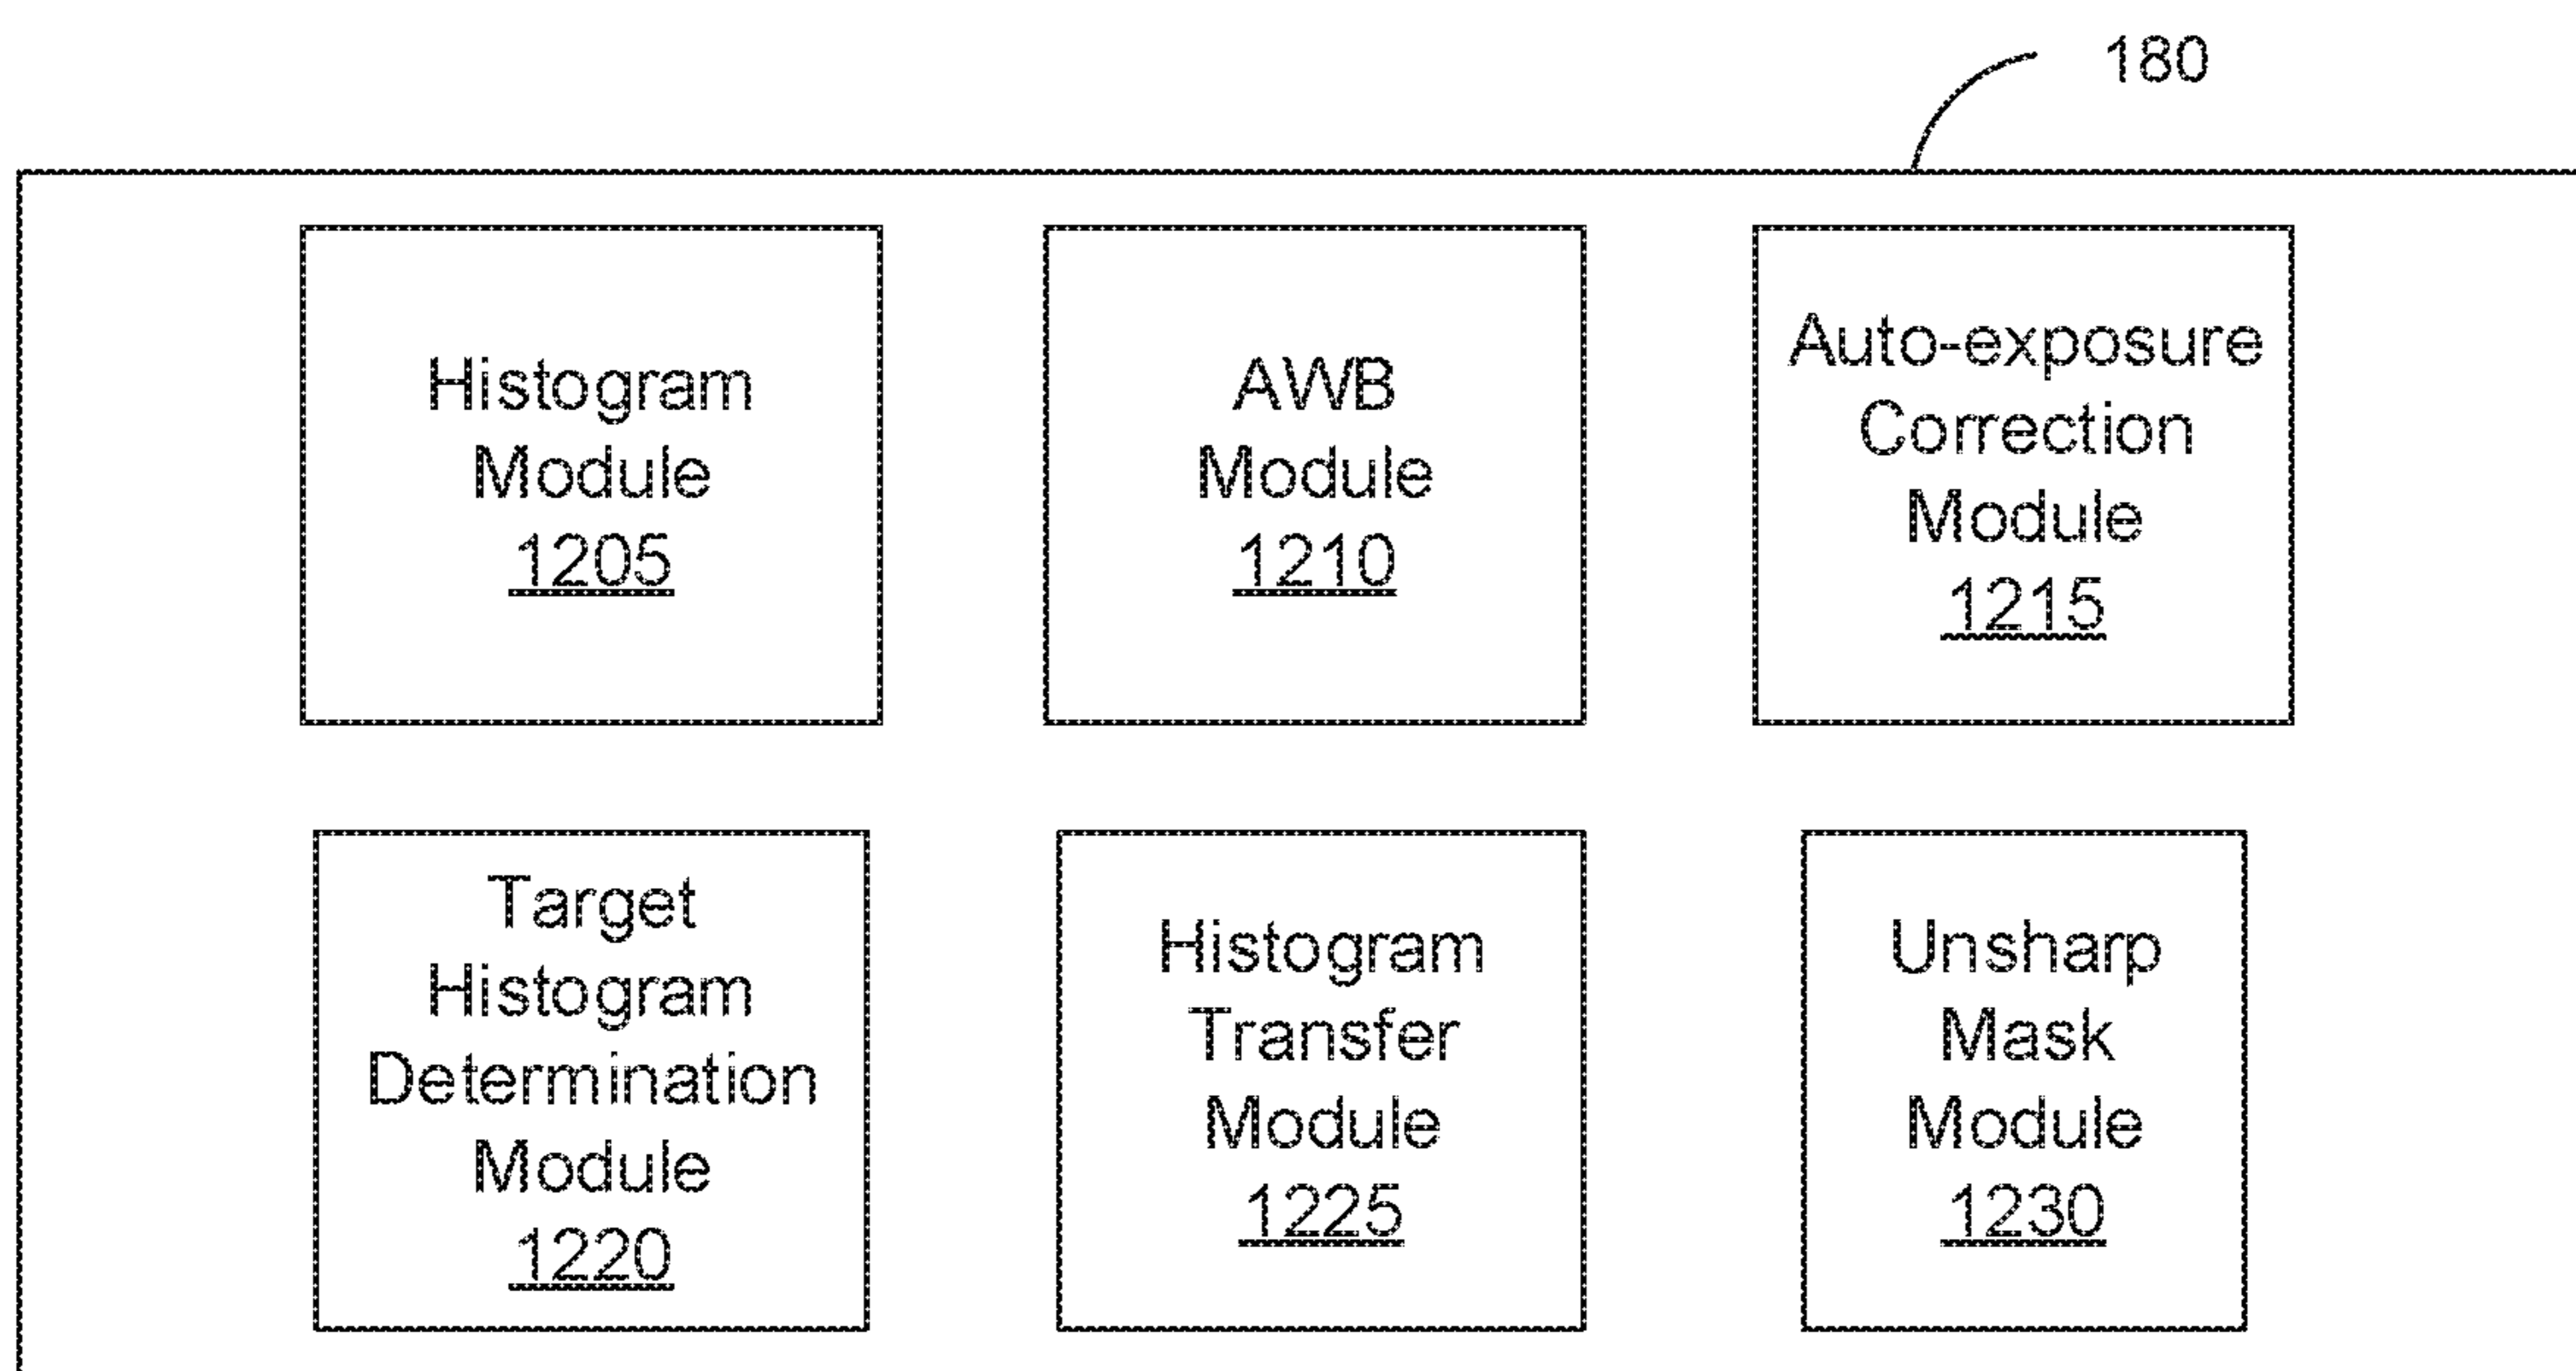 180
Histogram
Module
1205
AWB
Module
1210
Auto-exposure
Correction
Module
1215
Target
Histogram
Determination
Module
1220
Histogram
Transfer
Module
1225
Unsharp
Mask
Module
1230